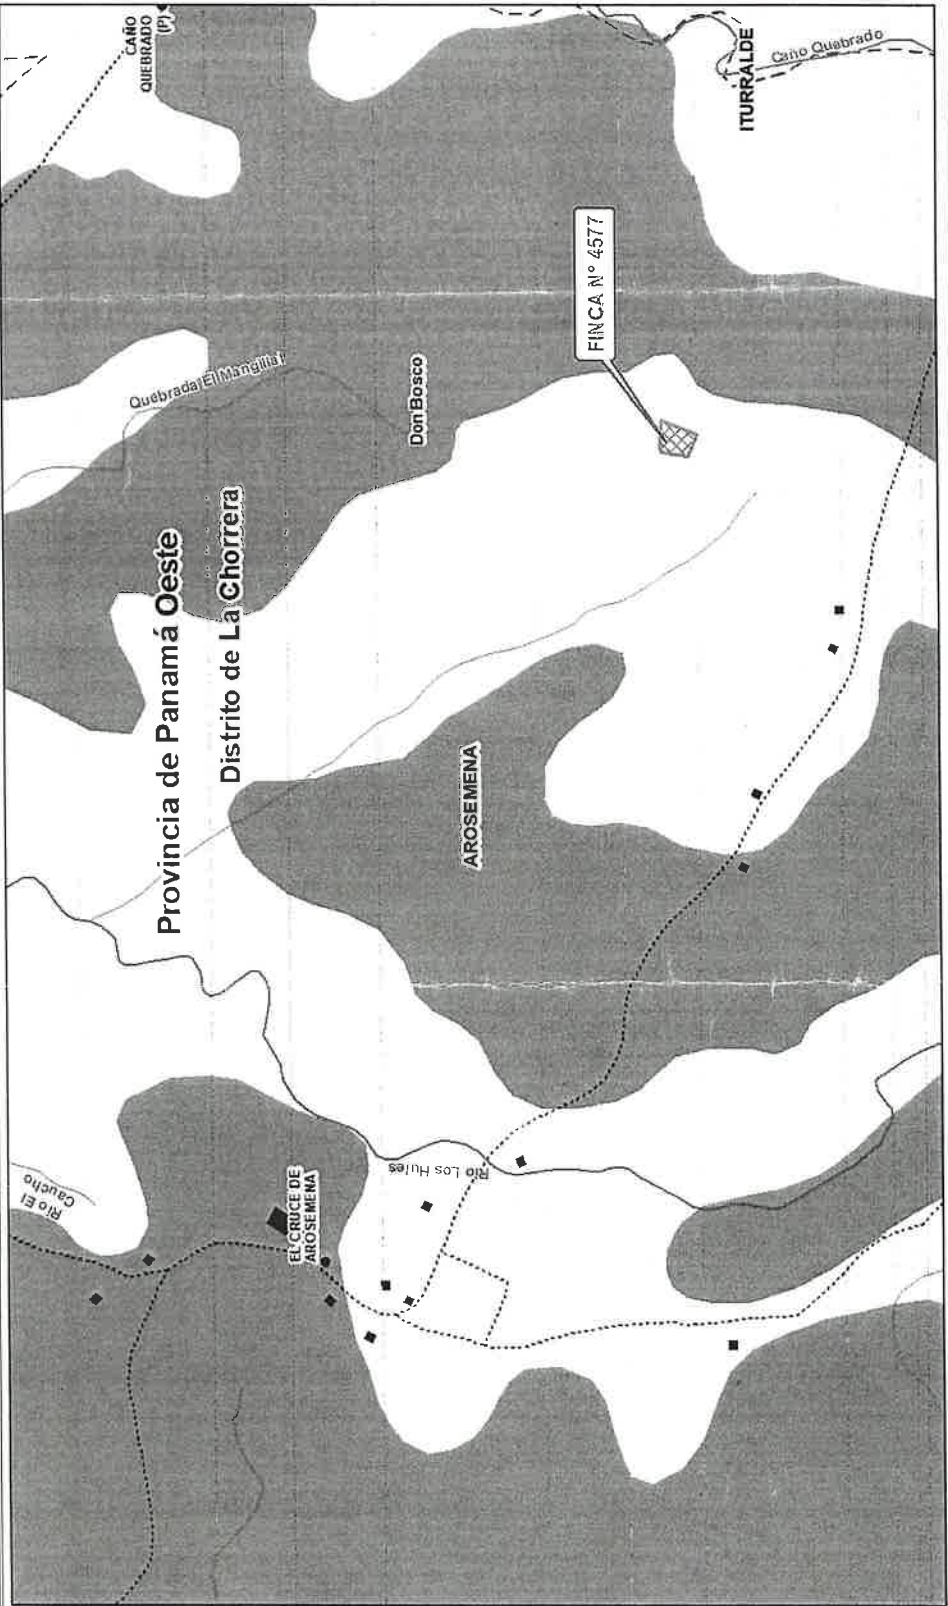 Provincia de Panamá Oeste
Distrito de La Chorrera
CAÑO
QUEBRADO
(P)
Río El
Caucho
Quebrada El Mangillal
Don Bosco
EL CRUCE DE
AROSEMENA
Río Los Hules
AROSEMENA
FINCA N° 4577
ITURRALDE
Caño Quebrado